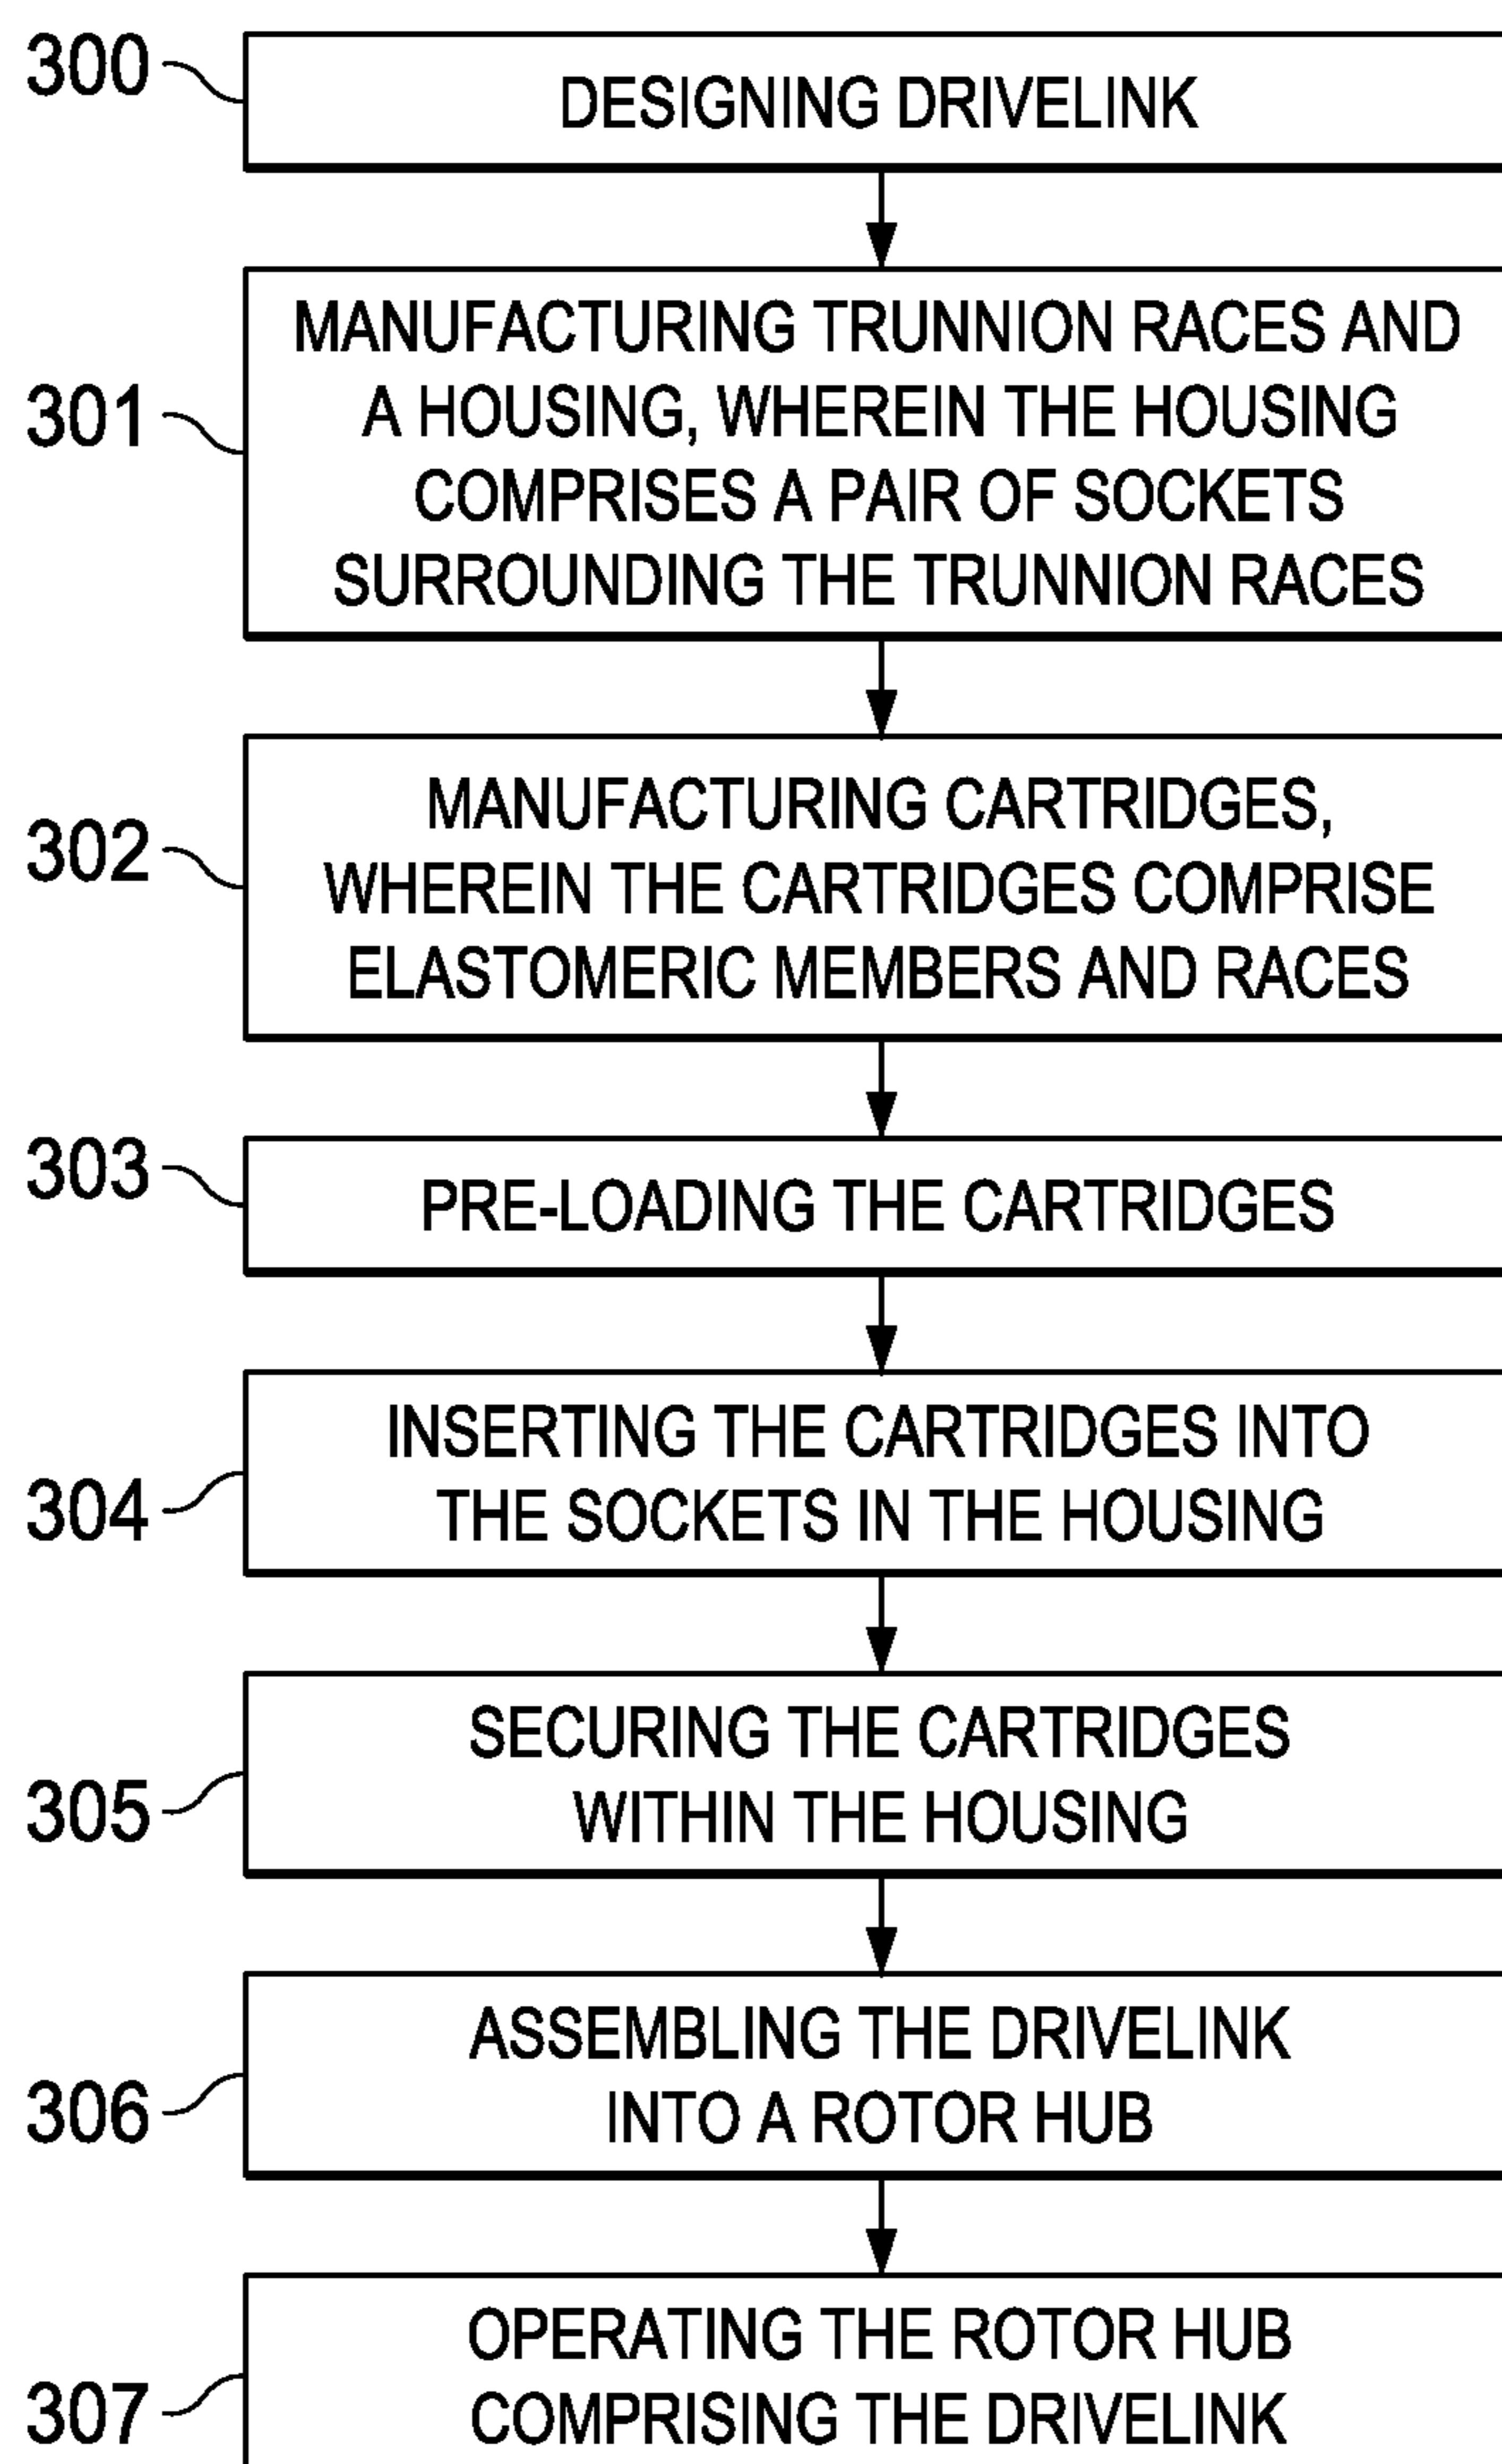 300
DESIGNING DRIVELINK
301
MANUFACTURING TRUNNION RACES AND
A HOUSING, WHEREIN THE HOUSING
COMPRISES A PAIR OF SOCKETS
SURROUNDING THE TRUNNION RACES
302
MANUFACTURING CARTRIDGES,
WHEREIN THE CARTRIDGES COMPRISE
ELASTOMERIC MEMBERS AND RACES
303
PRE-LOADING THE CARTRIDGES
304
INSERTING THE CARTRIDGES INTO
THE SOCKETS IN THE HOUSING
305
SECURING THE CARTRIDGES
WITHIN THE HOUSING
306
ASSEMBLING THE DRIVELINK
INTO A ROTOR HUB
307
OPERATING THE ROTOR HUB
COMPRISING THE DRIVELINK